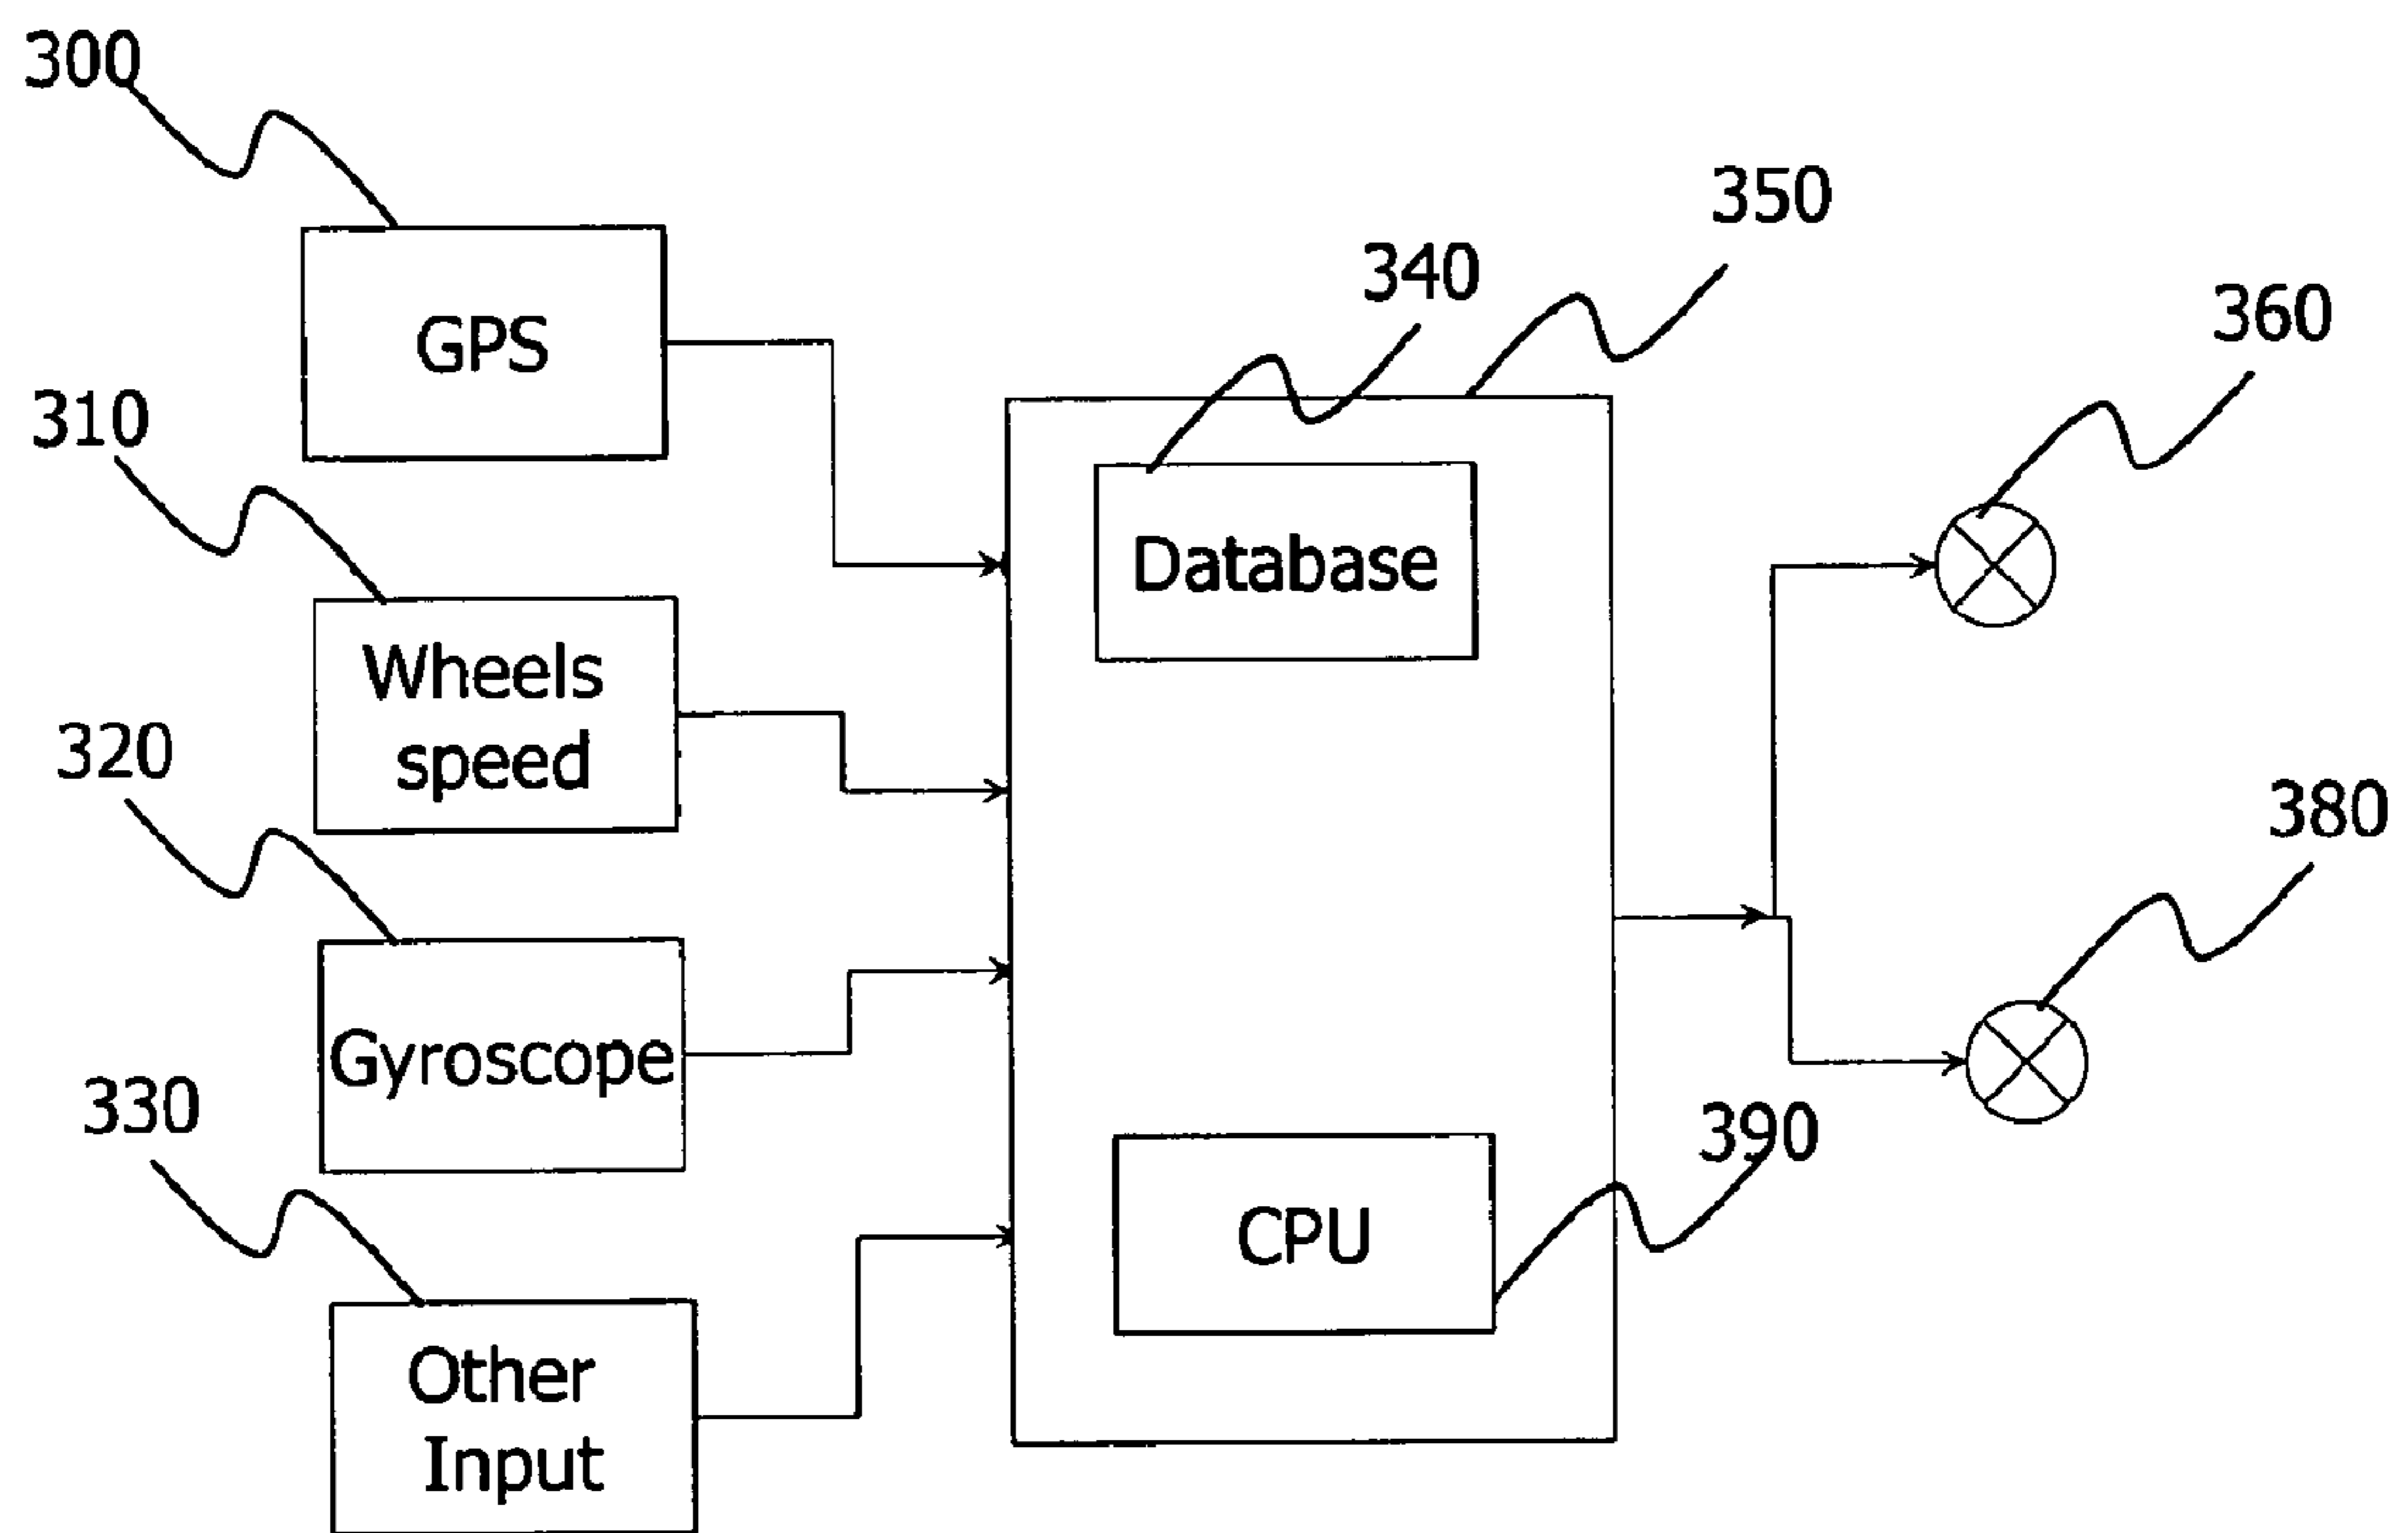 300
GPS
310
Wheels
speed
320
Gyroscope
330
Other
Input
340
350
Database
CPU
390
360
380